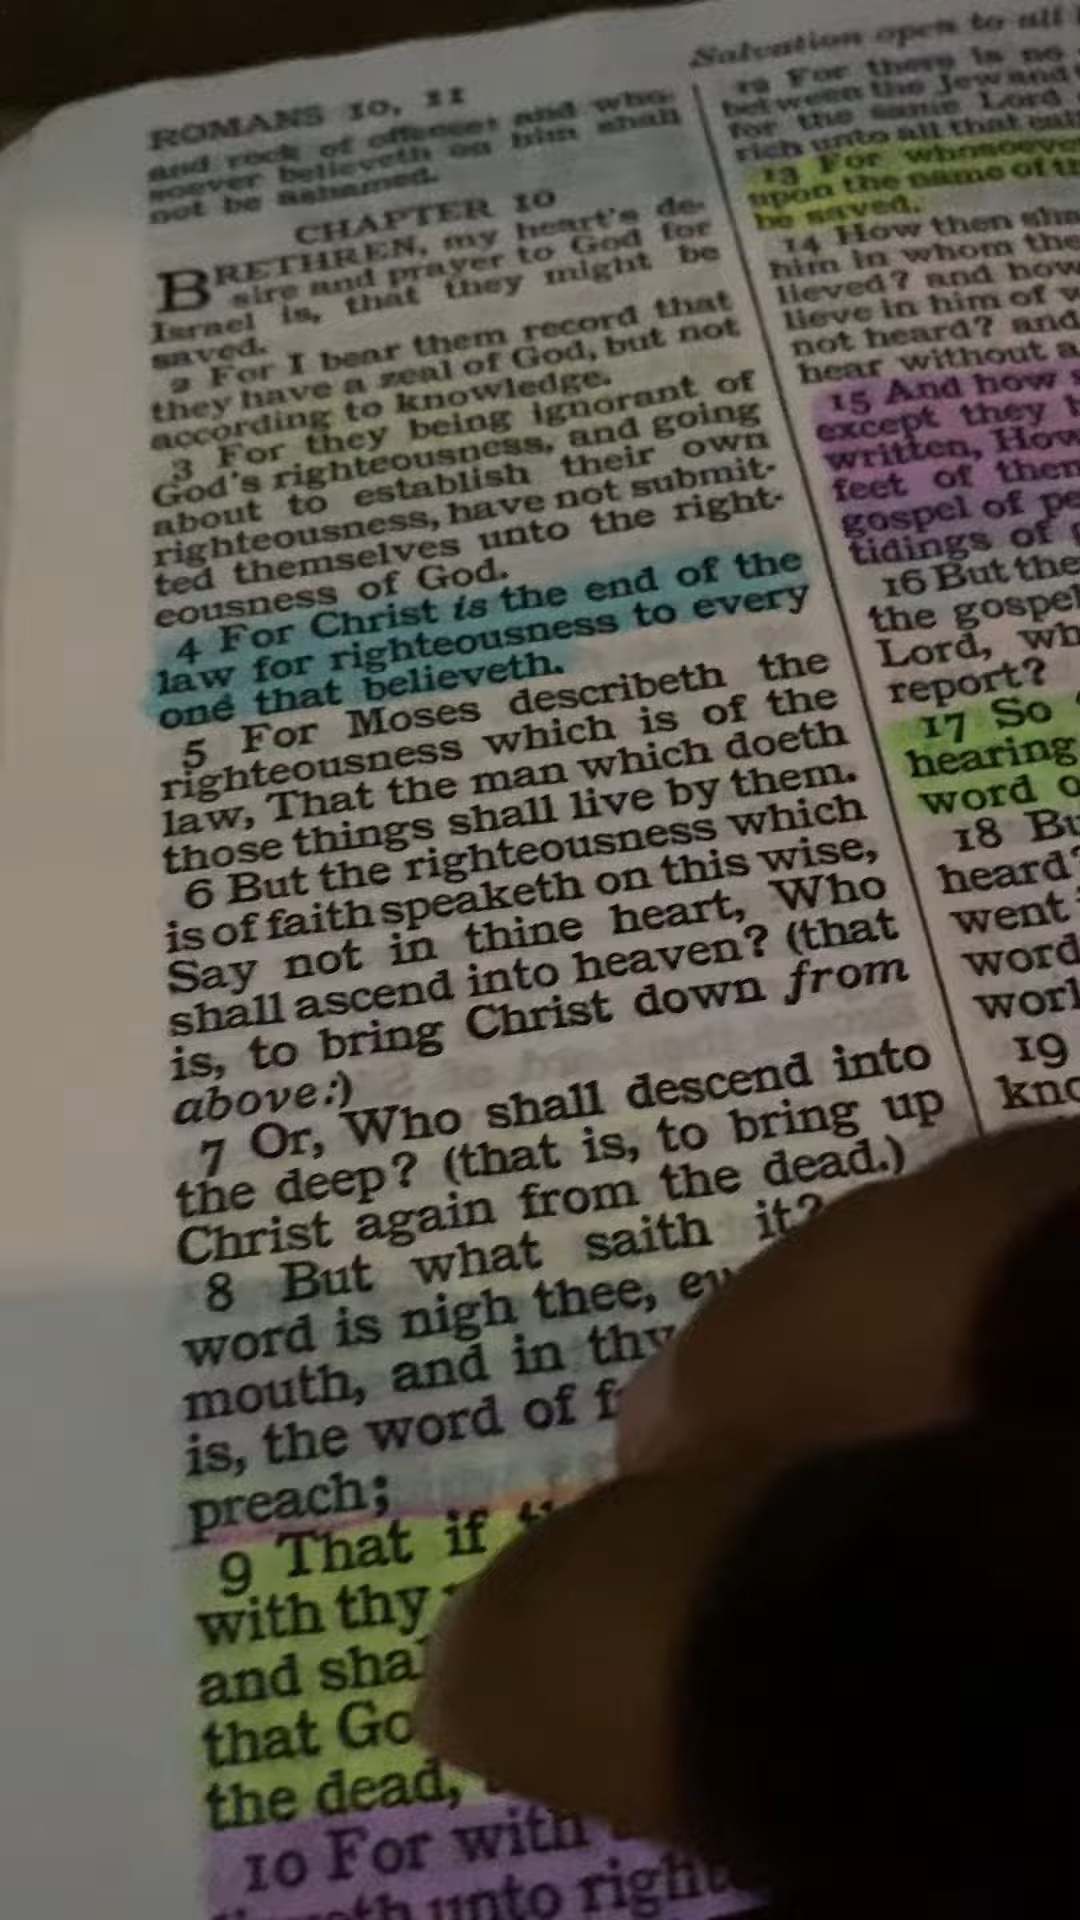 ROMANS 10, 11
and rock of offence: and who-
soever believeth on him shall
not be ashamed.
CHAPTER 10
BRETHREN, my heart's de-
sire and prayer to God for
Israel is, that they might be
saved.
2 For I bear them record that
they have a zeal of God, but not
according to knowledge.
3 For they being ignorant of
God's righteousness, and going
about to establish their own
righteousness, have not submit-
ted themselves unto the right-
eousness of God.
4 For Christ is the end of the
law for righteousness to every
one that believeth.
5 For Moses describeth the
righteousness which is of the
law, That the man which doeth
those things shall live by them.
6 But the righteousness which
is of faith speaketh on this wise,
Say not in thine heart, Who
shall ascend into heaven? (that
is, to bring Christ down from
above:)
7 Or, Who shall descend into
the deep? (that is, to bring up
Christ again from the dead.)
8 But what saith it?
word is nigh thee,
mouth, and in thy
is, the word of
preach;
9 That if
with thy
and
that
the dead,
10 For with
unto
Salvation open to all
12 For there is no
between the Jew and
for the same Lord
rich unto all that
13 For
upon the name of
be saved.
14 How then
him in whom
lieved? and how
lieve in him of
not heard? and
hear without a
15 And how
except they
written, How
feet of them
gospel of
tidings of
16 But
the gospel
Lord,
report?
17 So
hearing
word
18
heard?
went
word
19